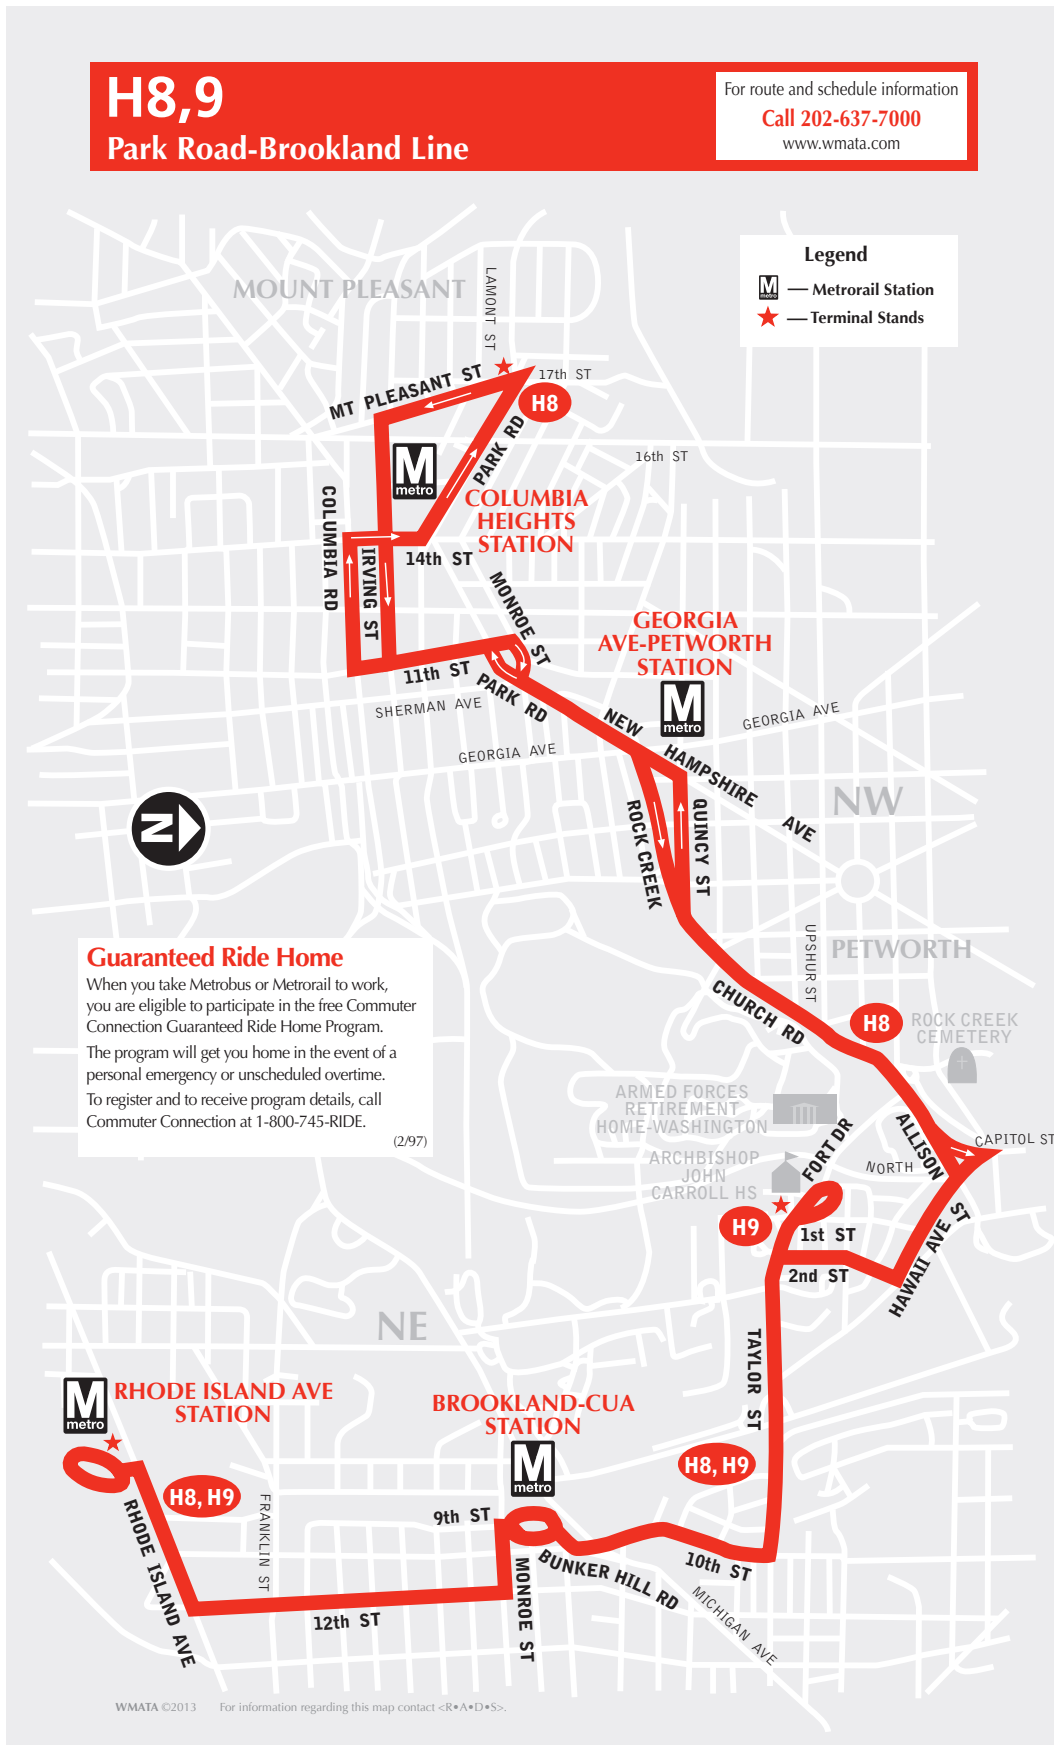 H8,9
Park Road-Brookland Line
For route and schedule information
Call 202-637-7000
www.wmata.com
Legend
M metro — Metrorail Station
— Terminal Stands
MOUNT PLEASANT
LAMONT ST
MT PLEASANT ST
17th ST
H8
PARK RD
16th ST
M
metro
COLUMBIA
HEIGHTS
STATION
COLUMBIA RD
IRVING ST
14th ST
MONROE ST
GEORGIA
AVE-PETWORTH
STATION
M
metro
11th ST
PARK RD
SHERMAN AVE
GEORGIA AVE
GEORGIA AVE
NEW HAMPSHIRE AVE
NW
N
ROCK CREEK
QUINCY ST
UPSHUR ST
PETWORTH
Guaranteed Ride Home
When you take Metrobus or Metrorail to work,
you are eligible to participate in the free Commuter
Connection Guaranteed Ride Home Program.
The program will get you home in the event of a
personal emergency or unscheduled overtime.
To register and to receive program details, call
Commuter Connection at 1-800-745-RIDE.
(2/97)
CHURCH RD
H8
ROCK CREEK
CEMETERY
ARMED FORCES
RETIREMENT
HOME-WASHINGTON
ARCHBISHOP
JOHN
CARROLL HS
FORT DR
ALLISON ST
NORTH CAPITOL ST
H9
1st ST
2nd ST
HAWAII AVE
NE
TAYLOR ST
M
metro
RHODE ISLAND AVE
STATION
BROOKLAND-CUA
STATION
M
metro
H8, H9
H8, H9
RHODE ISLAND AVE
FRANKLIN ST
9th ST
12th ST
MONROE ST
BUNKER HILL RD
10th ST
MICHIGAN AVE
WMATA ©2013 For information regarding this map contact <R•A•D•S>.